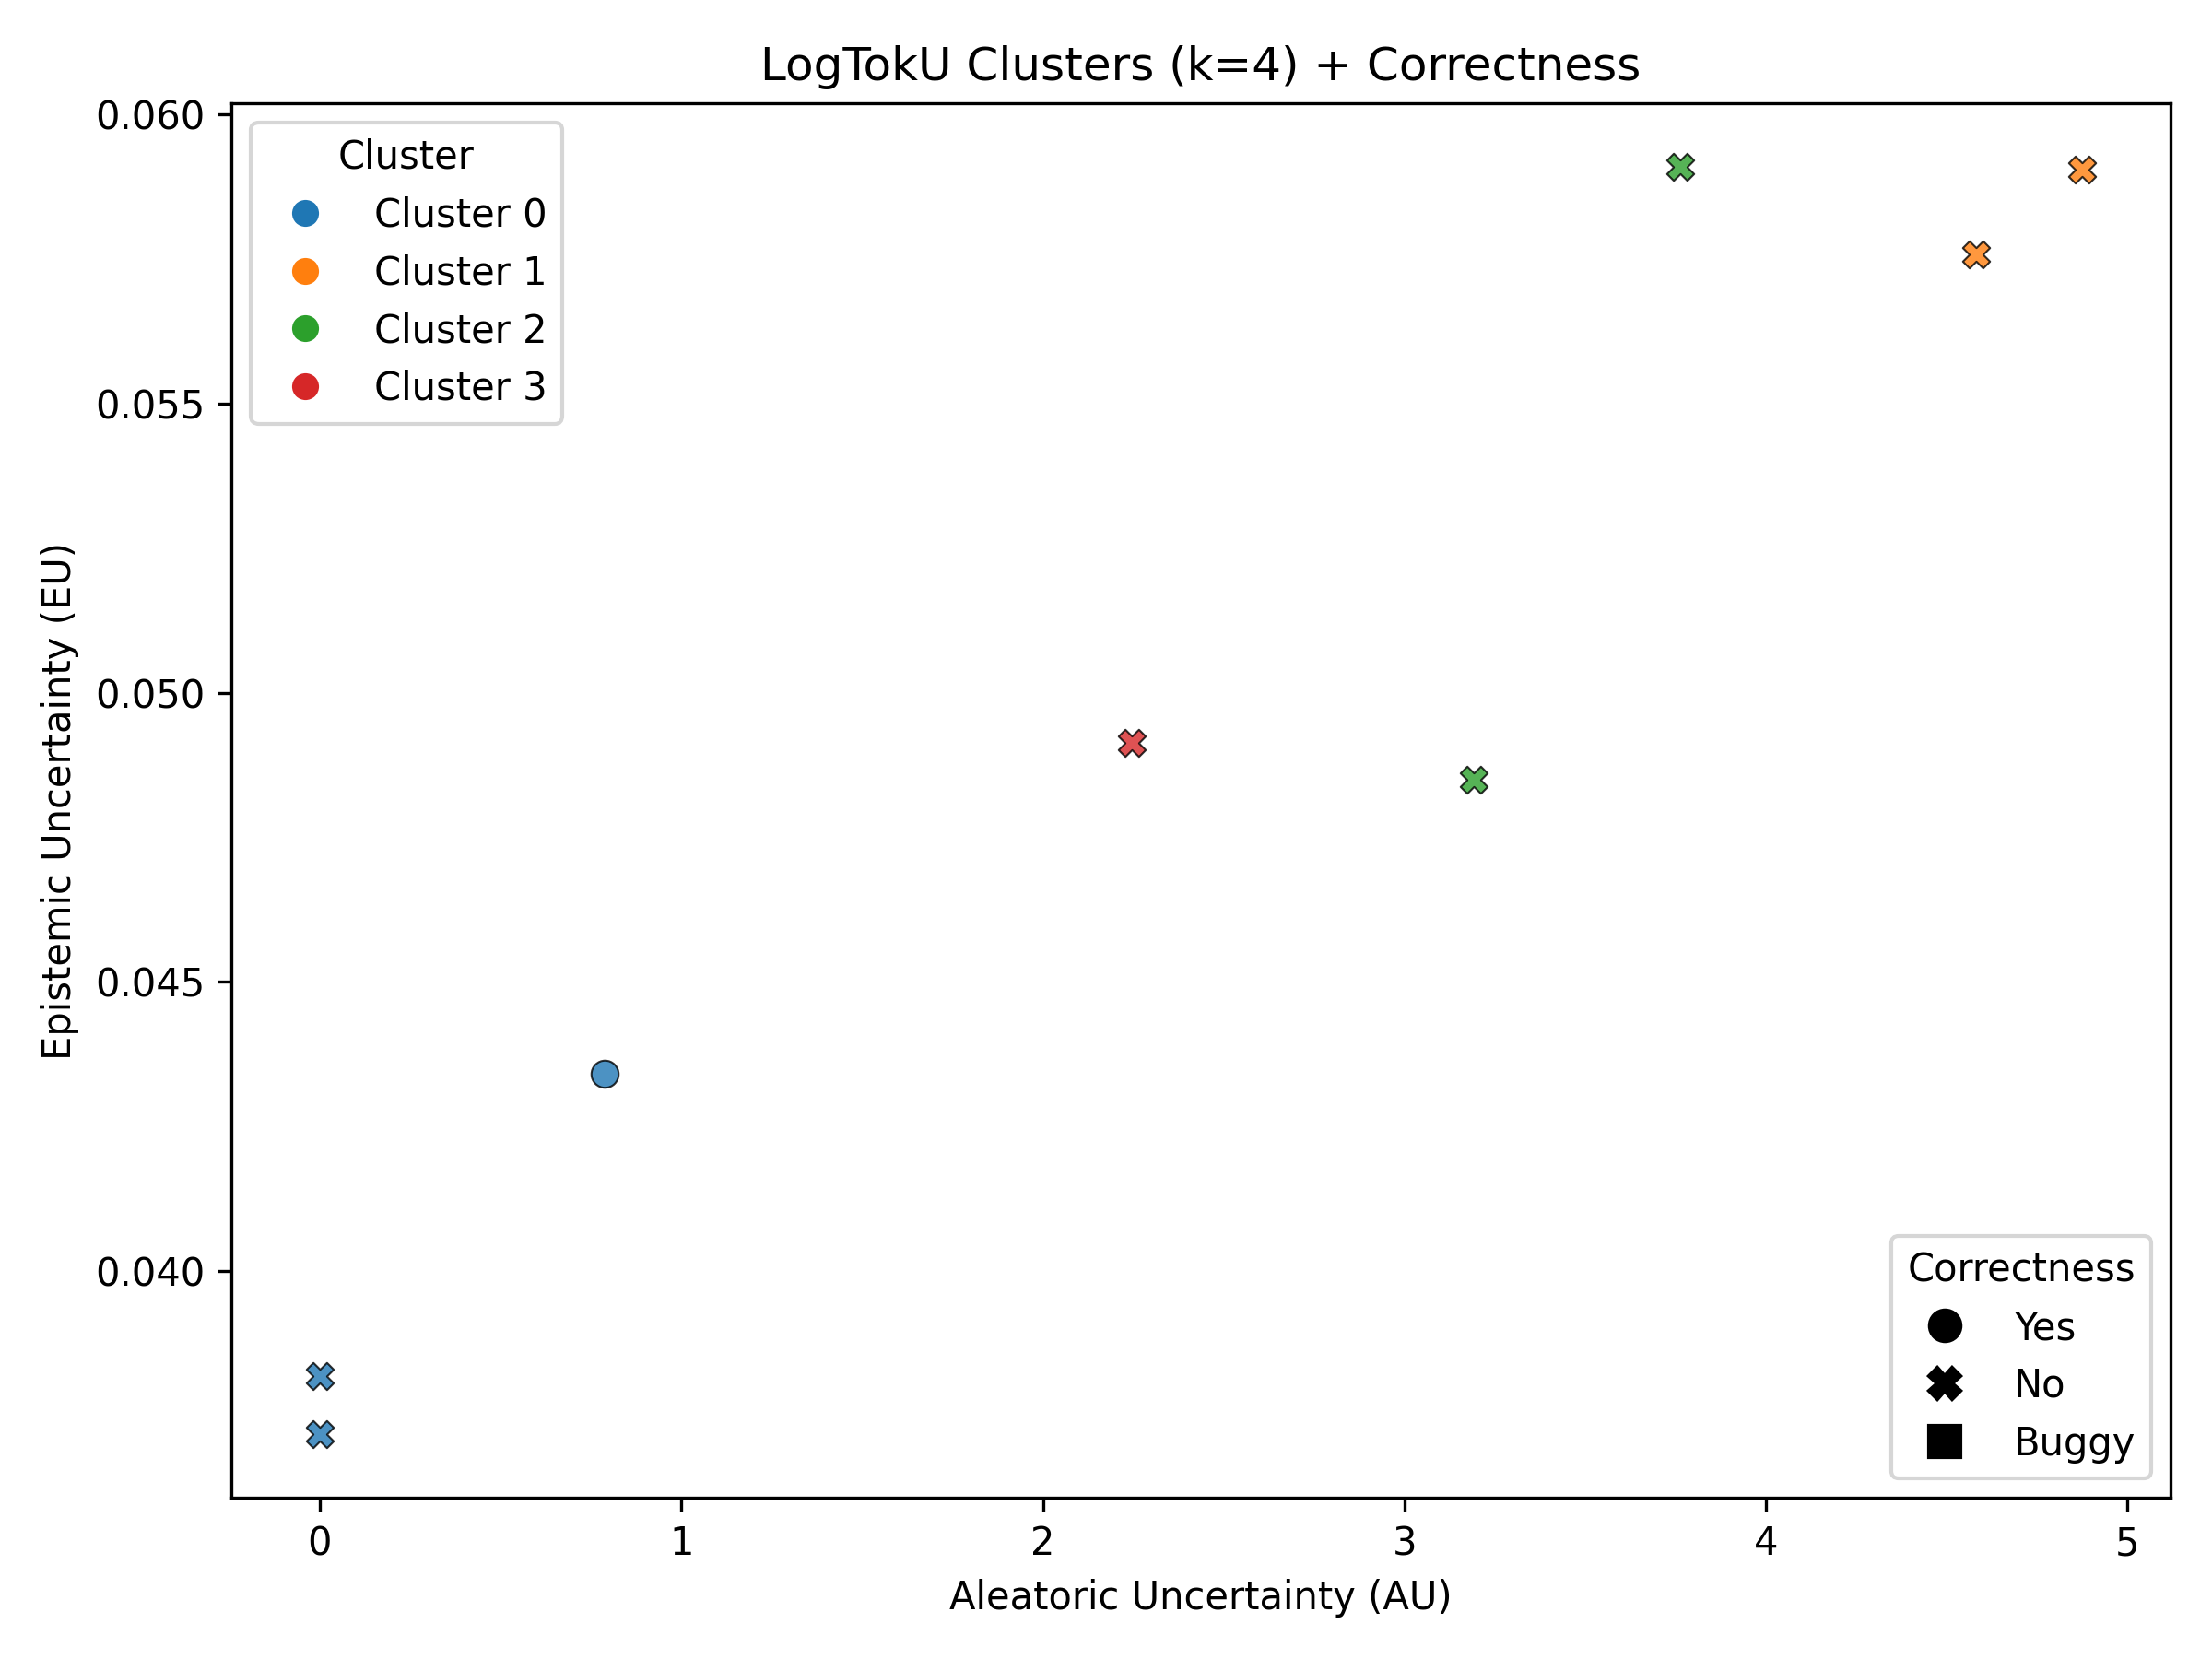 LogTokU Clusters (k=4) + Correctness
Epistemic Uncertainty (EU)
0.060
0.055
0.050
0.045
0.040
Cluster
Cluster 0
Cluster 1
Cluster 2
Cluster 3
Correctness
Yes
No
Buggy
0 1 2 3 4 5
Aleatoric Uncertainty (AU)